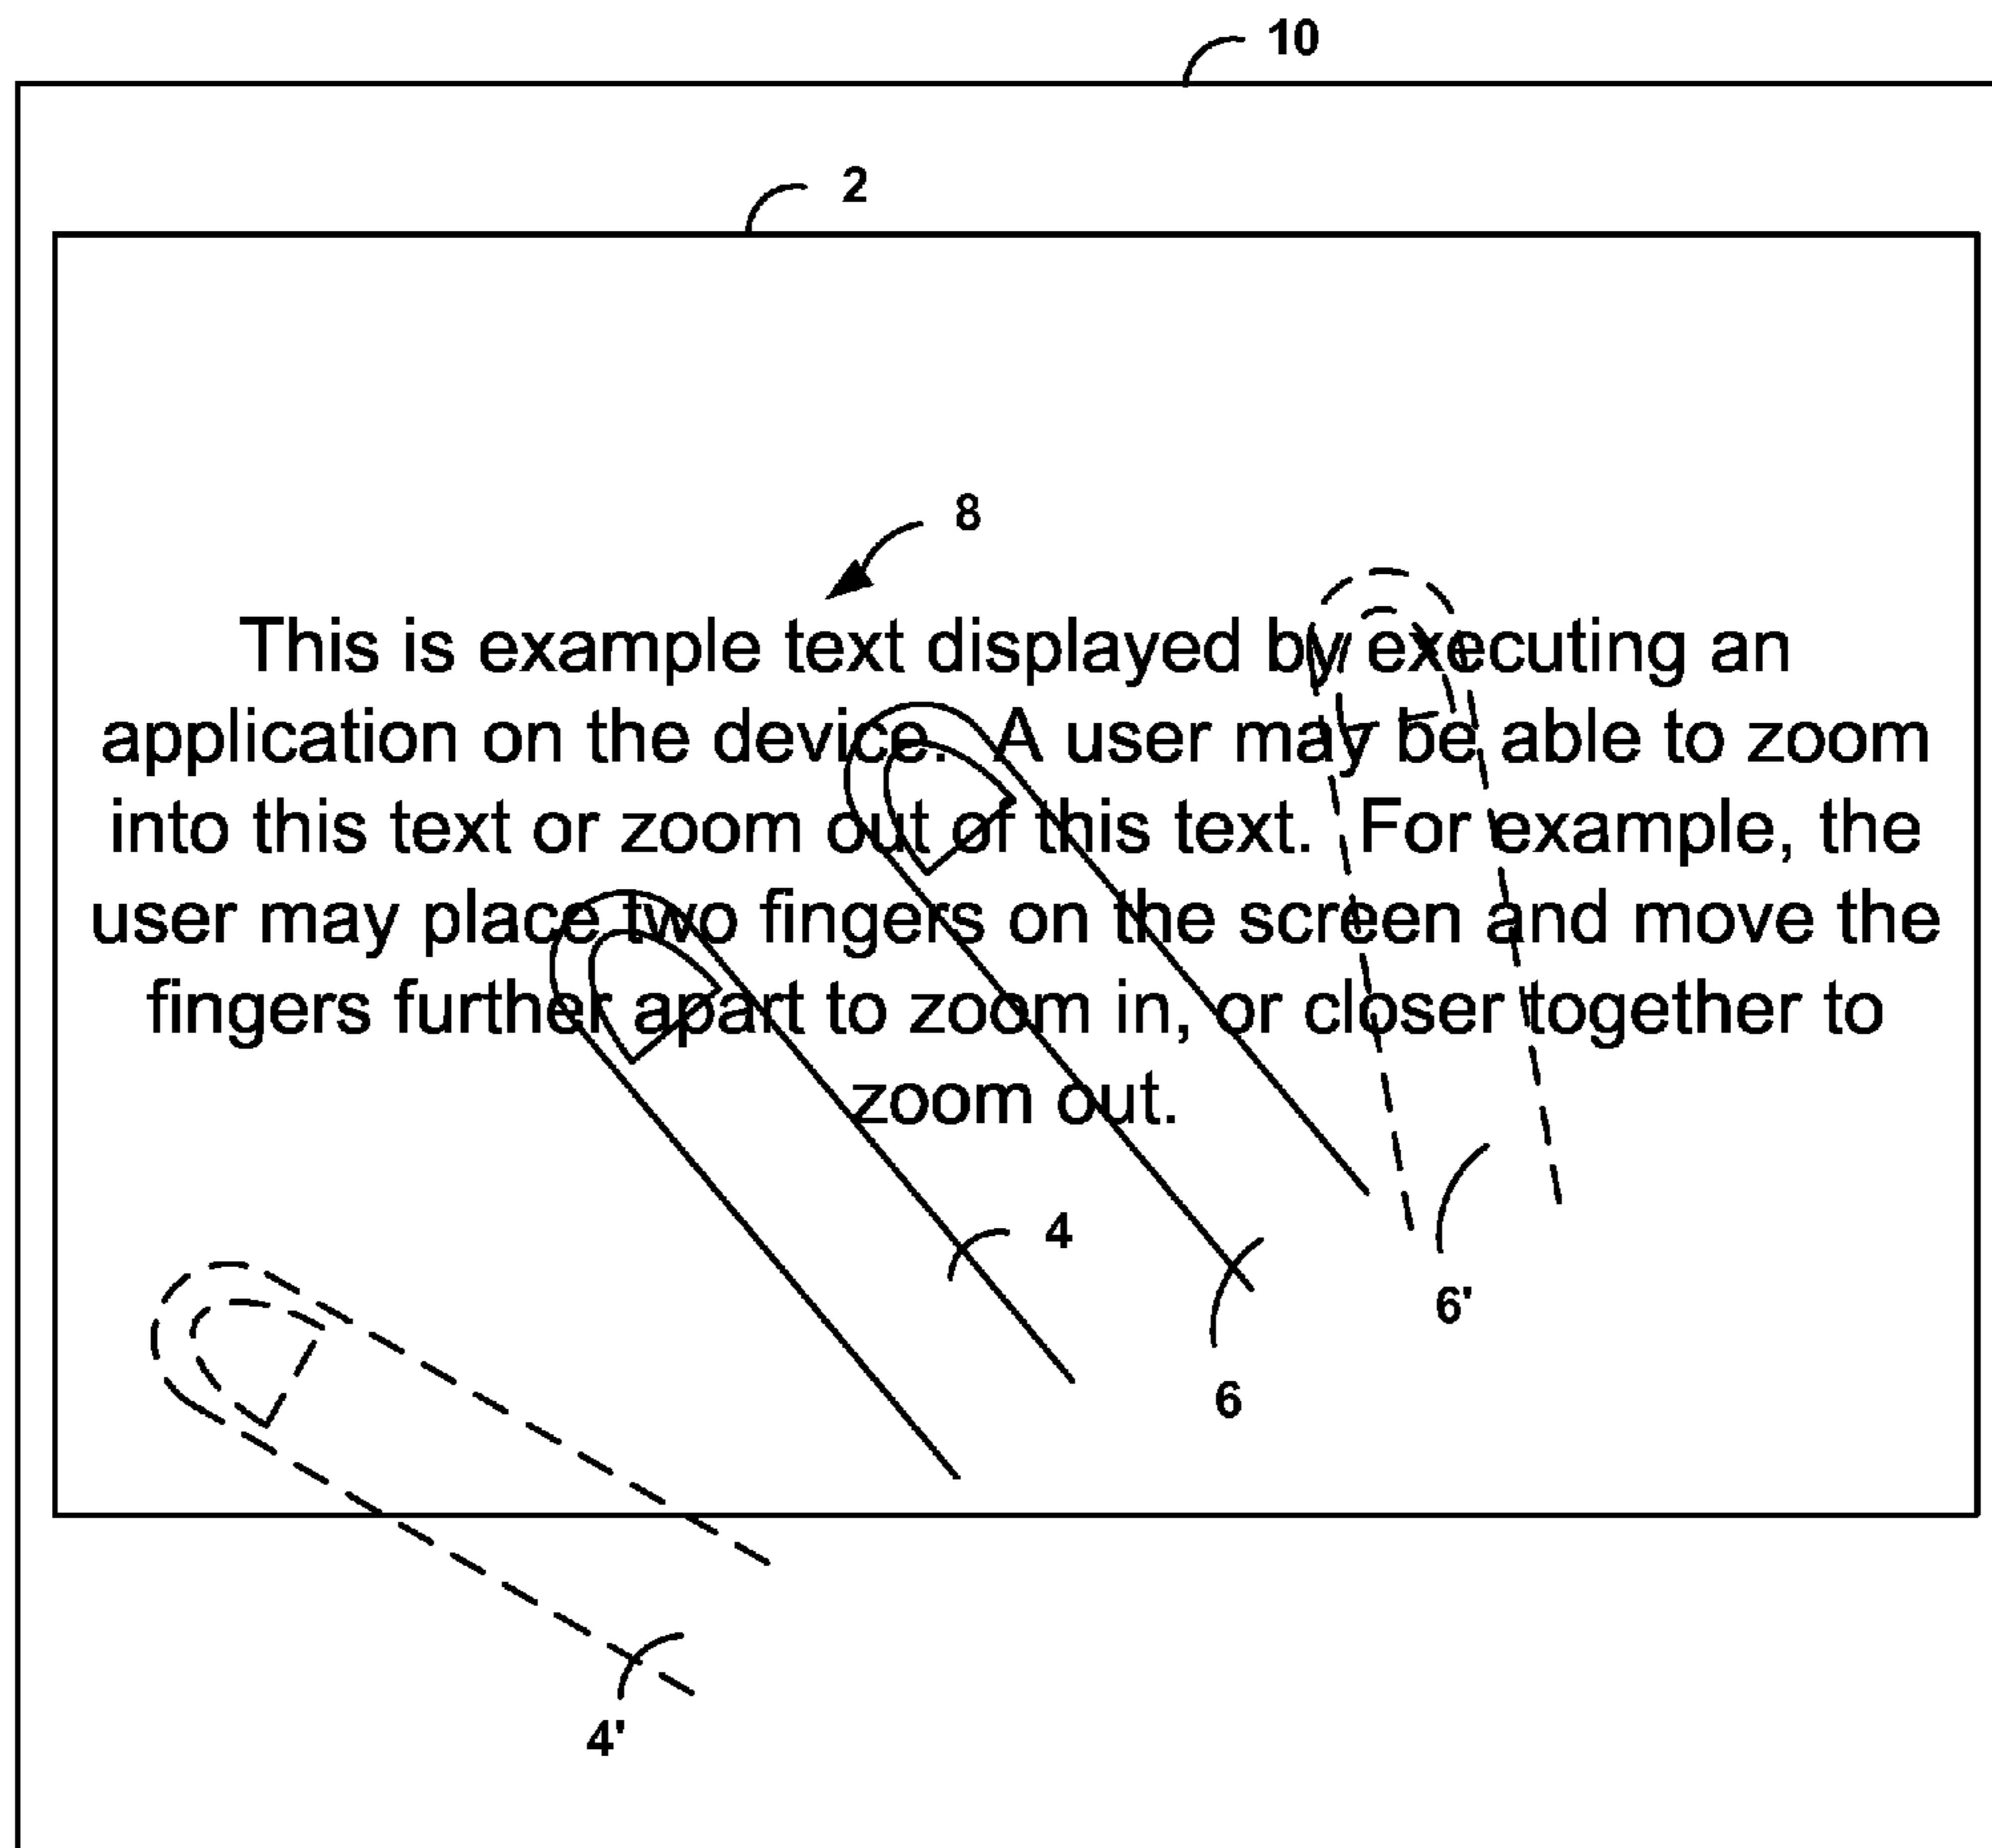 10
2
8
This is example text displayed by executing an
application on the device.  A user may be able to zoom
into this text or zoom out of this text.  For example, the
user may place two fingers on the screen and move the
fingers further apart to zoom in, or closer together to
zoom out.
4
6'
6
4'